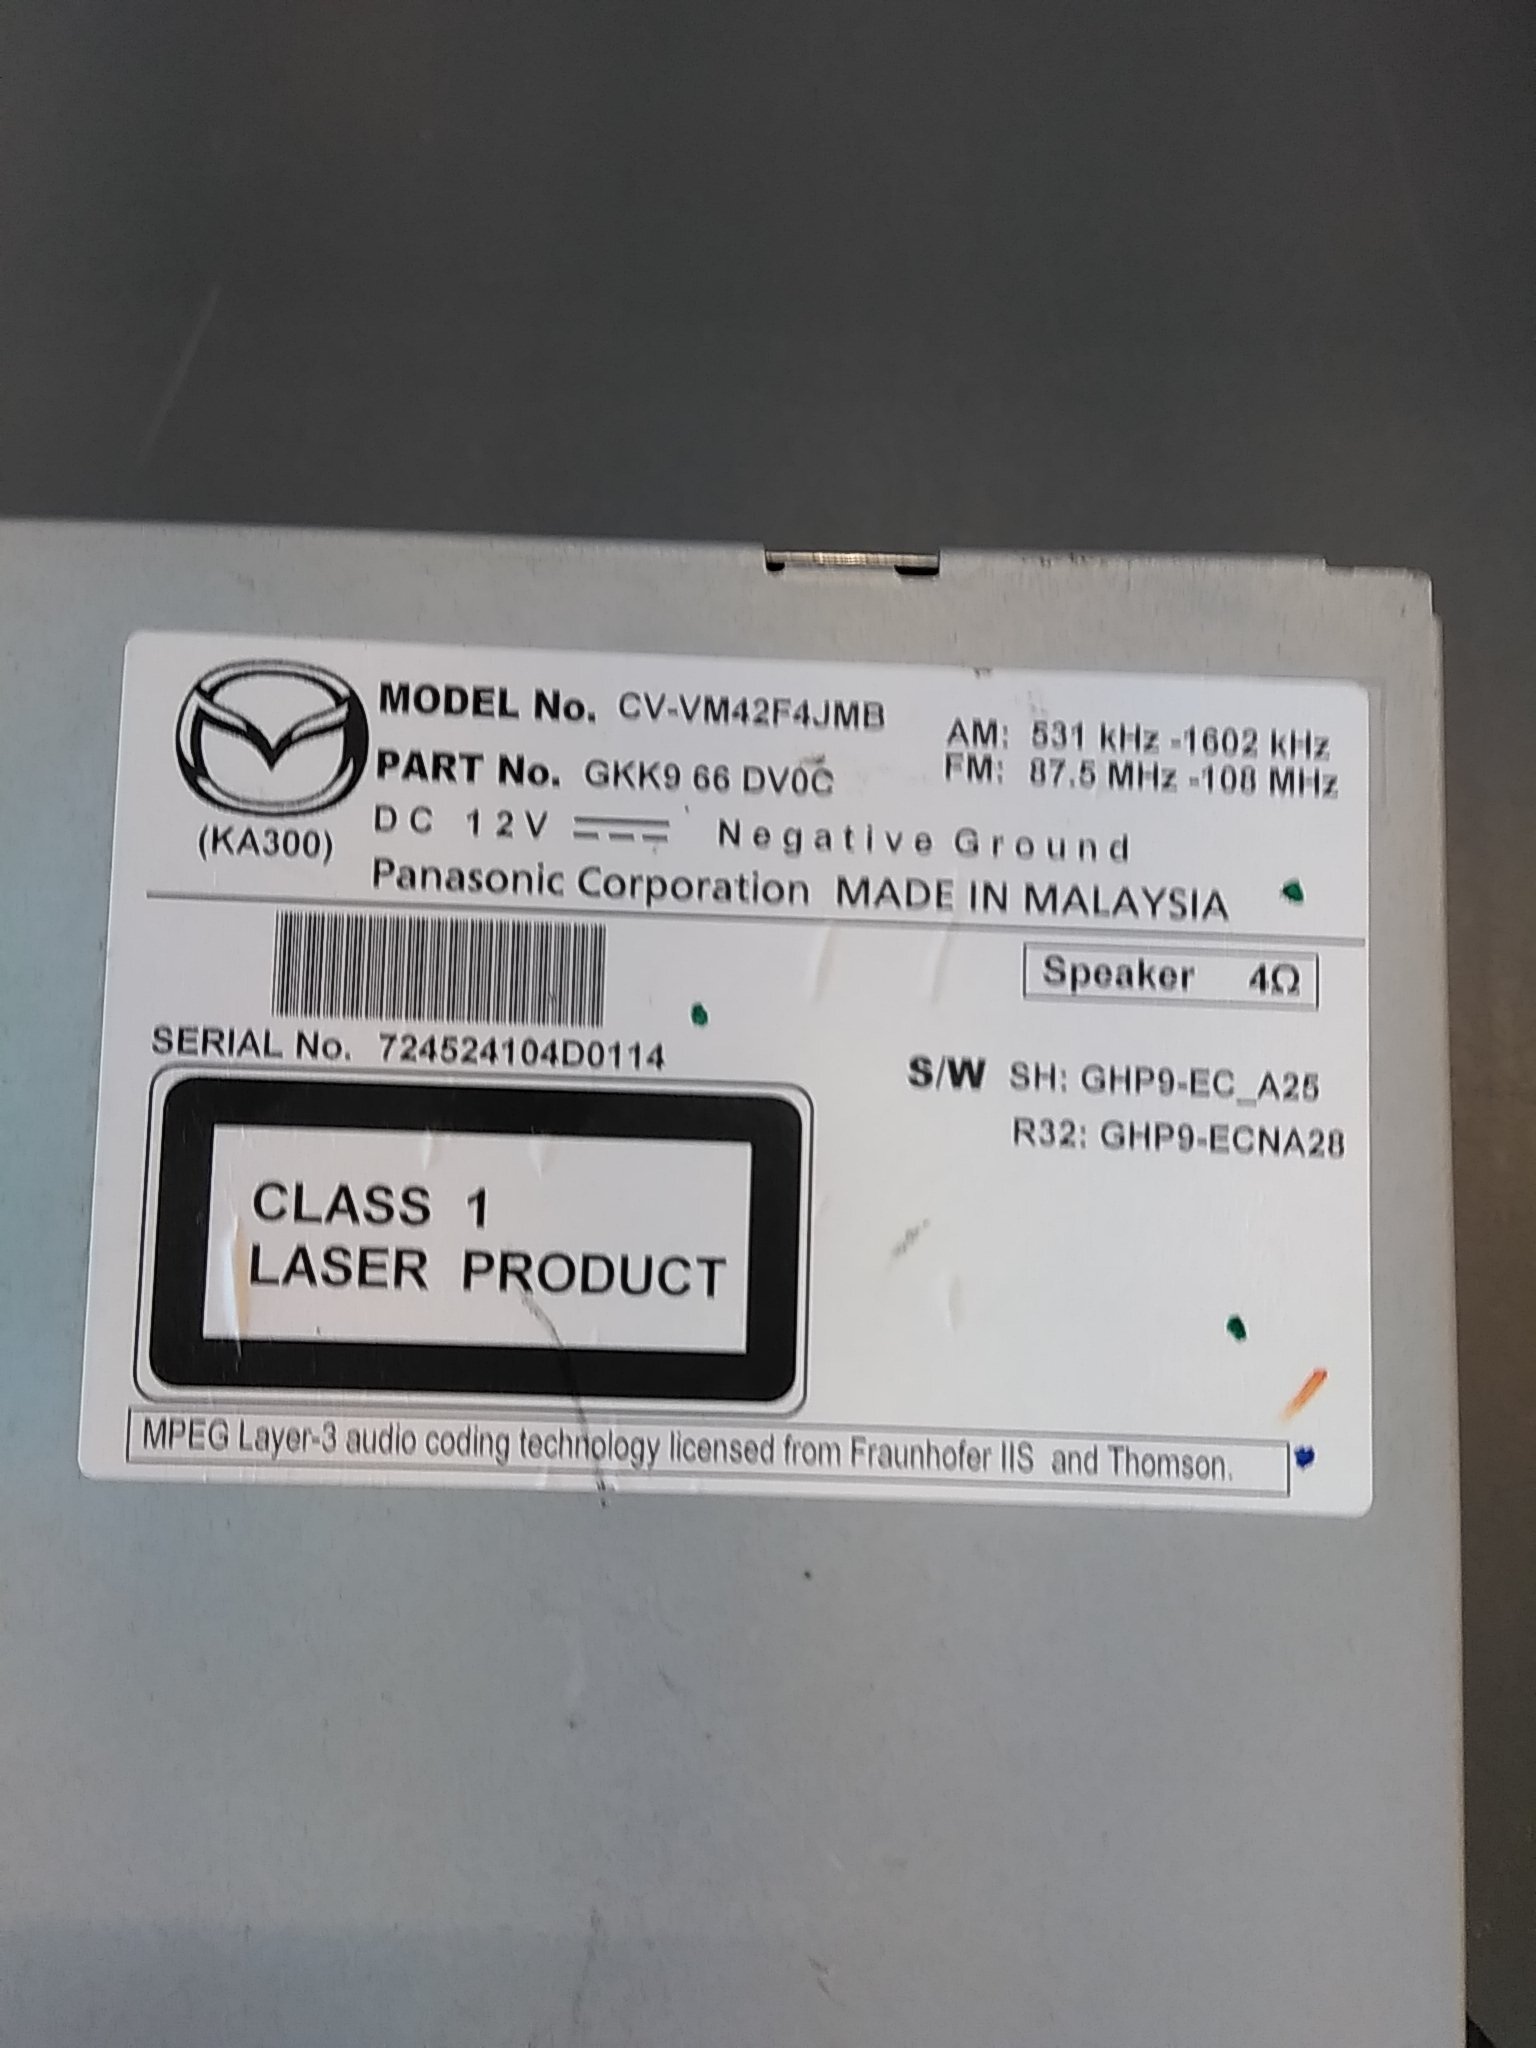 MODEL No. CV-VM42F4JMB
PART No. GKK9 66 DV0C
AM: 531 kHz -1602 kHz
FM: 87.5 MHz -108 MHz
(KA300)
DC 12V Negative Ground
Panasonic Corporation MADE IN MALAYSIA
Speaker 4Ω
SERIAL No. 724524104D0114
S/W SH: GHP9-EC_A25
R32: GHP9-ECNA28
CLASS 1
LASER PRODUCT
MPEG Layer-3 audio coding technology licensed from Fraunhofer IIS and Thomson.